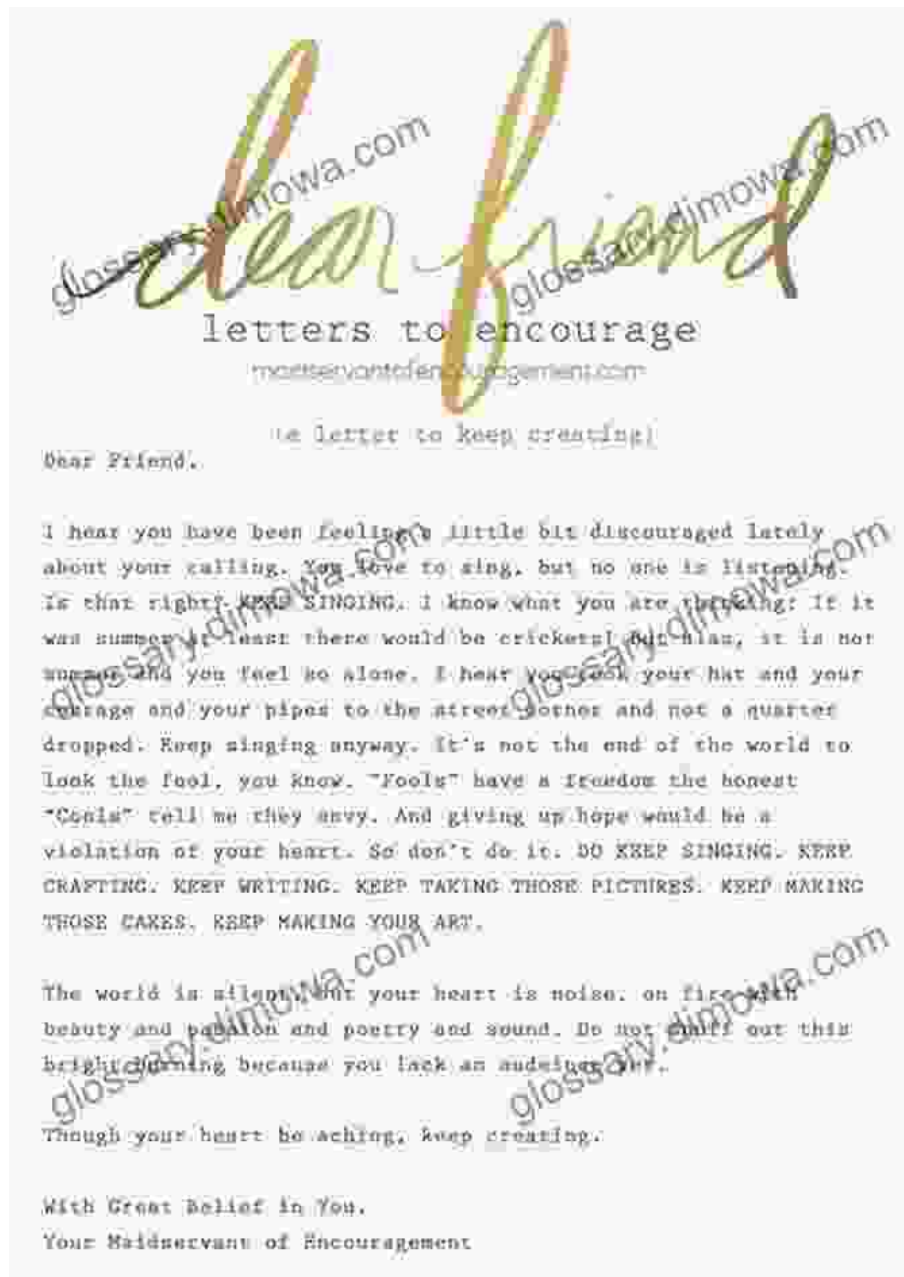 dear friend
letters to encourage
maidservantofencouragement.com
(a letter to keep creating)
Dear Friend,
I hear you have been feeling a little bit discouraged lately
about your calling. You love to sing, but no one is listening.
Is that right? KEEP SINGING. I know what you are thinking: If it
was summer at least there would be crickets! But alas, it is not
summer and you feel so alone. I hear you took your hat and your
courage and your pipes to the street corner and not a quarter
dropped. Keep singing anyway. It's not the end of the world to
look the fool, you know. "Fools" have a freedom the honest
"Cools" tell me they envy. And giving up hope would be a
violation of your heart. So don't do it. DO KEEP SINGING. KEEP
CRAFTING. KEEP WRITING. KEEP TAKING THOSE PICTURES. KEEP MAKING
THOSE CAKES. KEEP MAKING YOUR ART.
The world is silent, but your heart is noise, on fire with
beauty and passion and poetry and sound. Do not snuff out this
bright burning because you lack an audeince yet.
Though your heart be aching, keep creating.
With Great Belief in You,
Your Maidservant of Encouragement
glossary.dimowa.com
glossary.dimowa.com
glossary.dimowa.com
glossary.dimowa.com
glossary.dimowa.com
glossary.dimowa.com